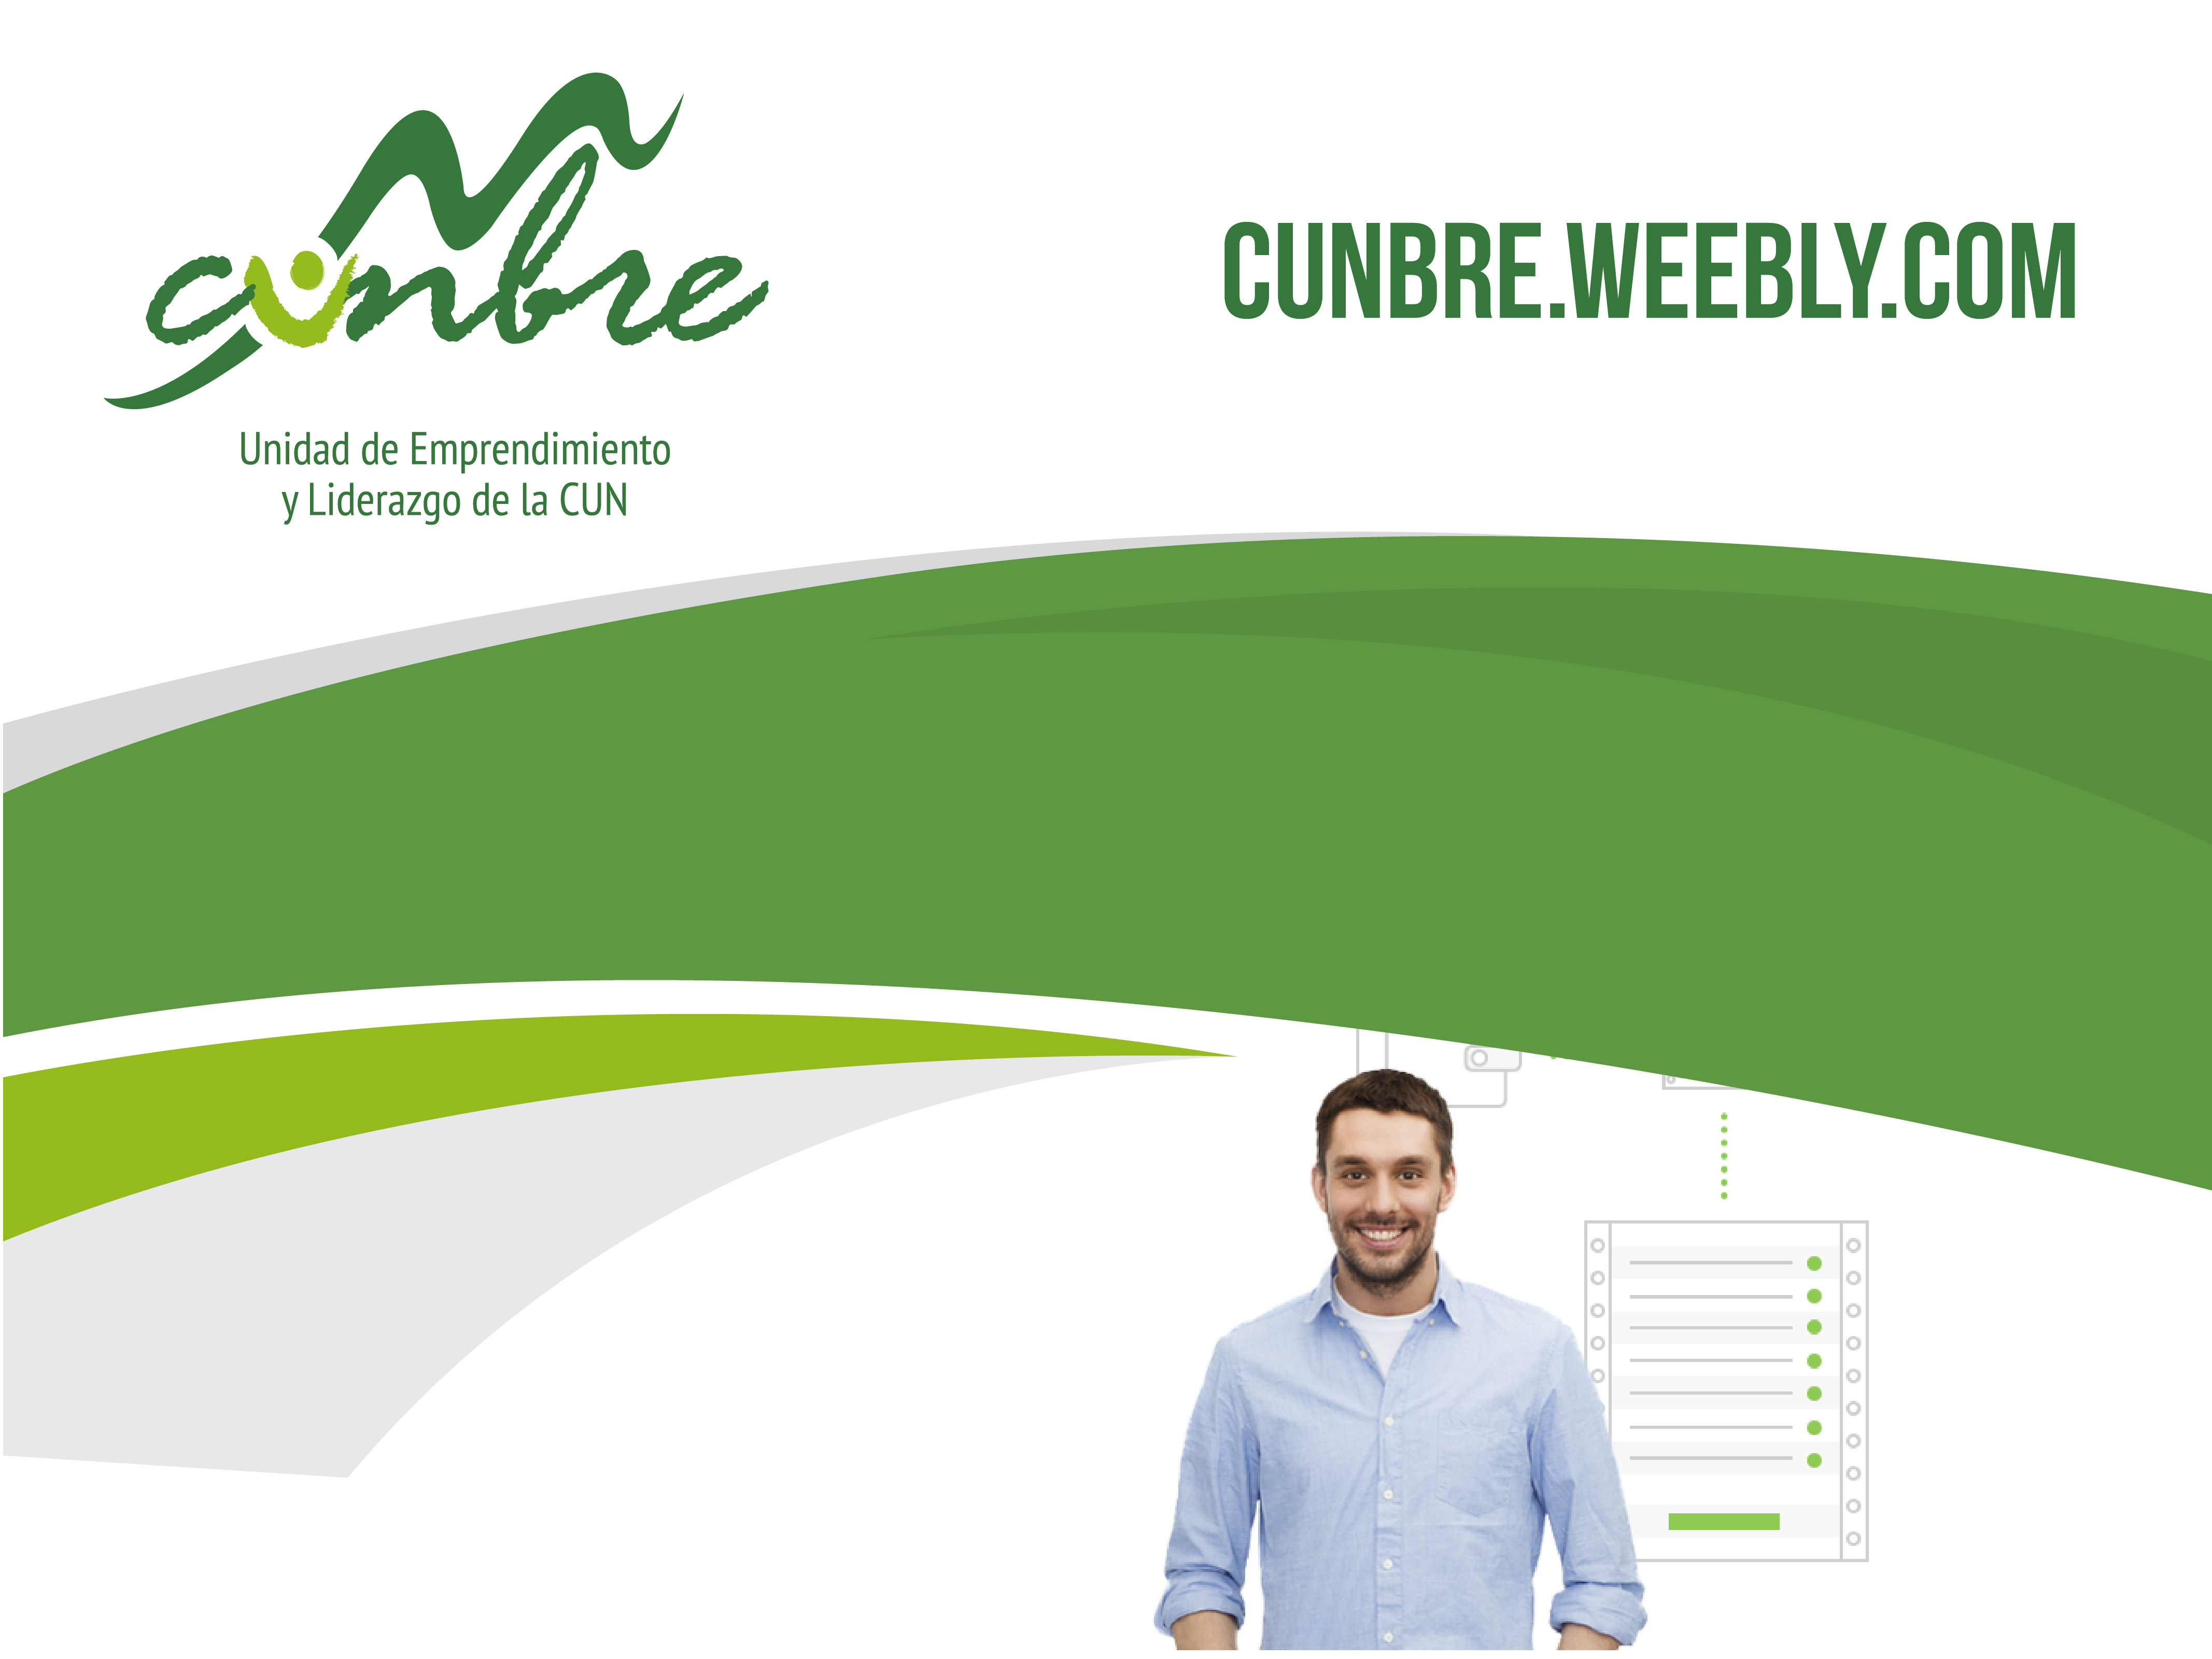 cunbre
Unidad de Emprendimiento
y Liderazgo de la CUN
CUNBRE.WEEBLY.COM